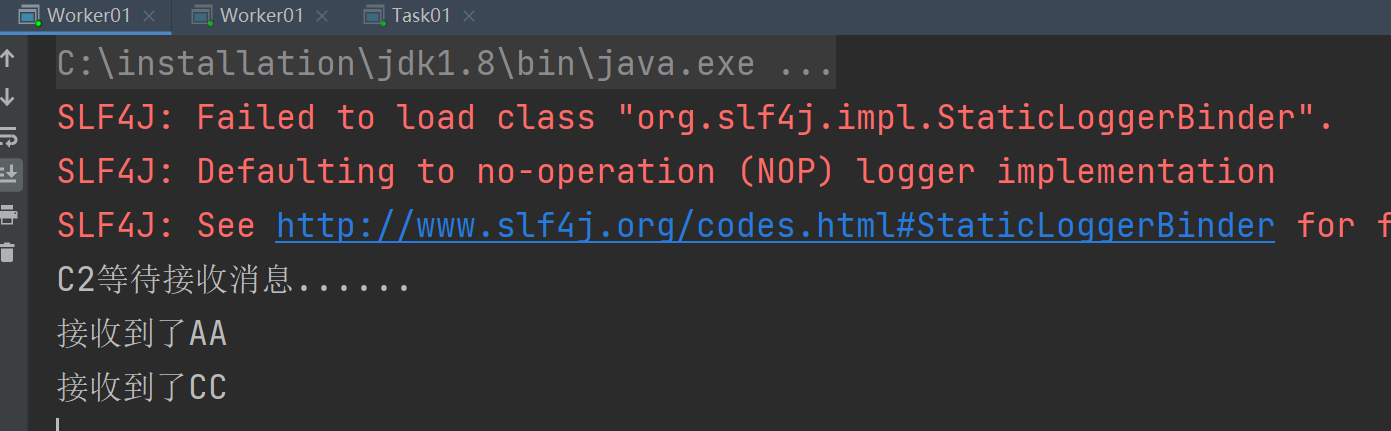 Worker01 Worker01 Task01
C:\installation\jdk1.8\bin\java.exe ...
SLF4J: Failed to load class "org.slf4j.impl.StaticLoggerBinder".
SLF4J: Defaulting to no-operation (NOP) logger implementation
SLF4J: See http://www.slf4j.org/codes.html#StaticLoggerBinder for f
C2等待接收消息......
接收到了AA
接收到了CC